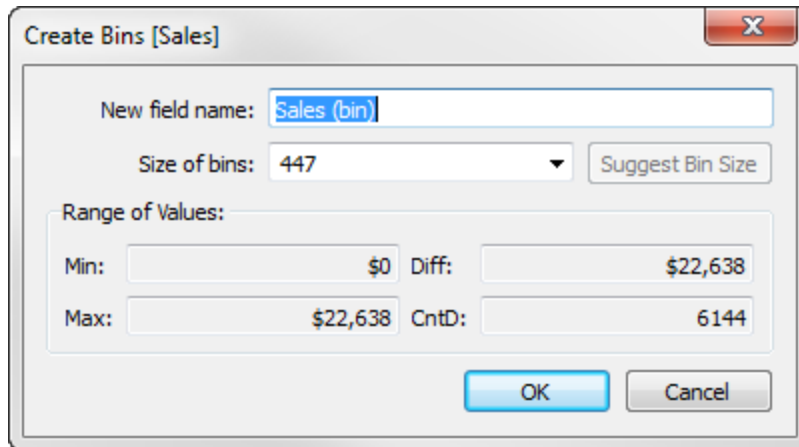 Create Bins [Sales]
New field name: Sales (bin)
Size of bins: 447 Suggest Bin Size
Range of Values:
Min: $0 Diff: $22,638
Max: $22,638 CntD: 6144
OK Cancel